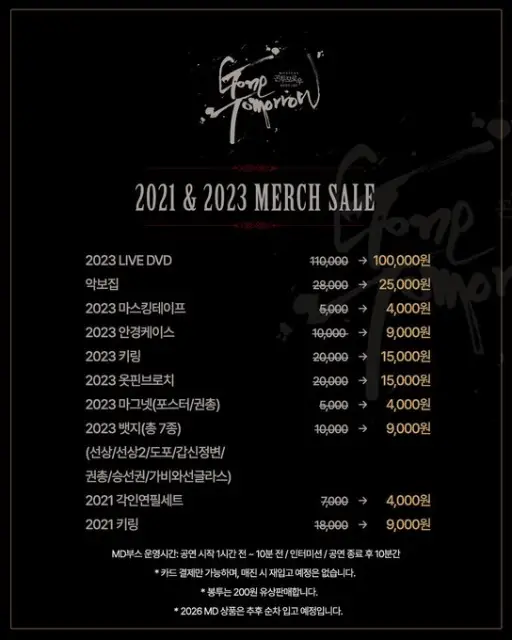 Gone
Tomorrow
2021 & 2023 MERCH SALE
2023 LIVE DVD 110,000 → 100,000원
악보집 28,000 → 25,000원
2023 마스킹테이프 5,000 → 4,000원
2023 안경케이스 10,000 → 9,000원
2023 키링 20,000 → 15,000원
2023 옷핀브로치 20,000 → 15,000원
2023 마그넷(포스터/권총) 5,000 → 4,000원
2023 뱃지(총 7종) 10,000 → 9,000원
(선상/선상2/도포/갑신정변/
권총/승선권/가비와선글라스)
2021 각인연필세트 7,000 → 4,000원
2021 키링 18,000 → 9,000원
MD부스 운영시간: 공연 시작 1시간 전 ~ 10분 전 / 인터미션 / 공연 종료 후 10분간
* 카드 결제만 가능하며, 매진 시 재입고 예정은 없습니다.
* 봉투는 200원 유상판매합니다.
* 2026 MD 상품은 추후 순차 입고 예정입니다.